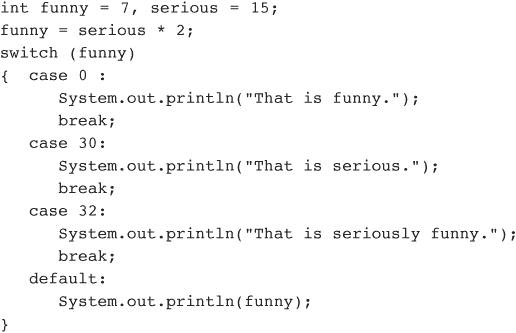 int funny = 7, serious = 15;
funny = serious * 2;
switch (funny)
{  case 0 :
      System.out.println("That is funny.");
      break;
   case 30:
      System.out.println("That is serious.");
      break;
   case 32:
      System.out.println("That is seriously funny.");
      break;
   default:
      System.out.println(funny);
}